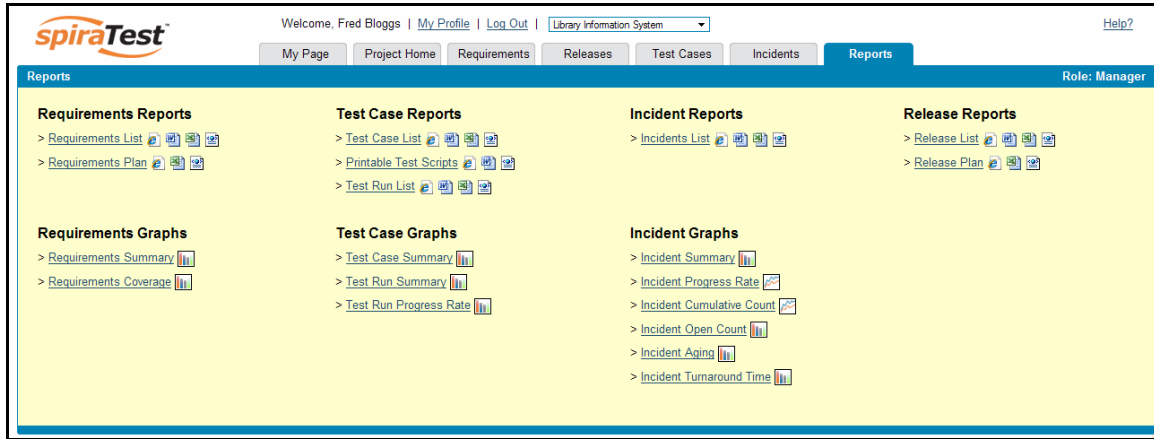 spiraTest
Welcome, Fred Bloggs | My Profile | Log Out | Library Information System
Help?
My Page
Project Home
Requirements
Releases
Test Cases
Incidents
Reports
Reports
Role: Manager
Requirements Reports
> Requirements List
> Requirements Plan
Test Case Reports
> Test Case List
> Printable Test Scripts
> Test Run List
Incident Reports
> Incidents List
Release Reports
> Release List
> Release Plan
Requirements Graphs
> Requirements Summary
> Requirements Coverage
Test Case Graphs
> Test Case Summary
> Test Run Summary
> Test Run Progress Rate
Incident Graphs
> Incident Summary
> Incident Progress Rate
> Incident Cumulative Count
> Incident Open Count
> Incident Aging
> Incident Turnaround Time